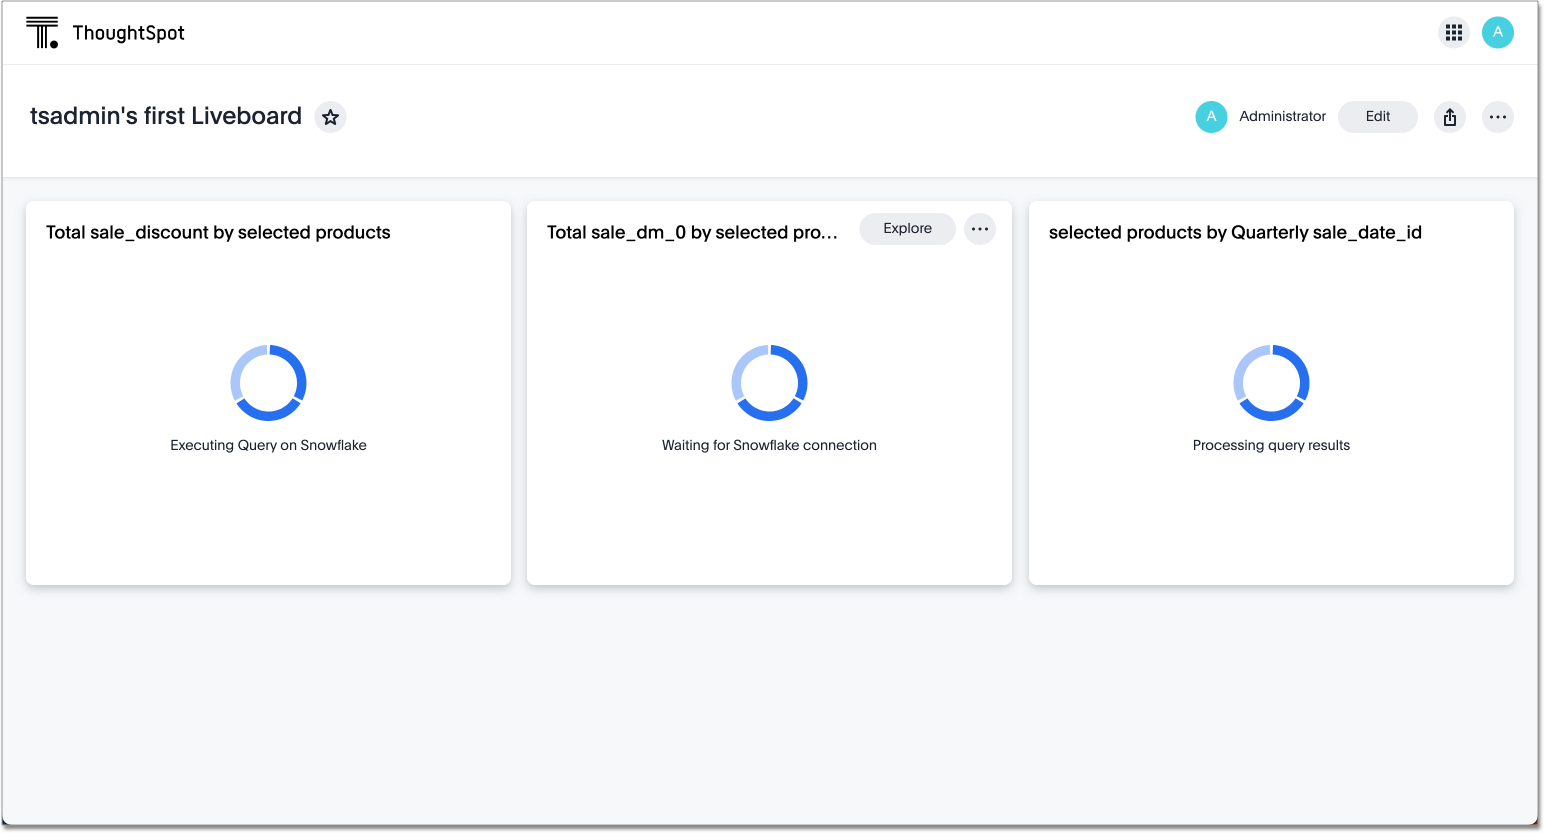 ThoughtSpot
A
tsadmin's first Liveboard
A
Administrator
Edit
Total sale_discount by selected products
Total sale_dm_0 by selected pro...
Explore
selected products by Quarterly sale_date_id
Executing Query on Snowflake
Waiting for Snowflake connection
Processing query results